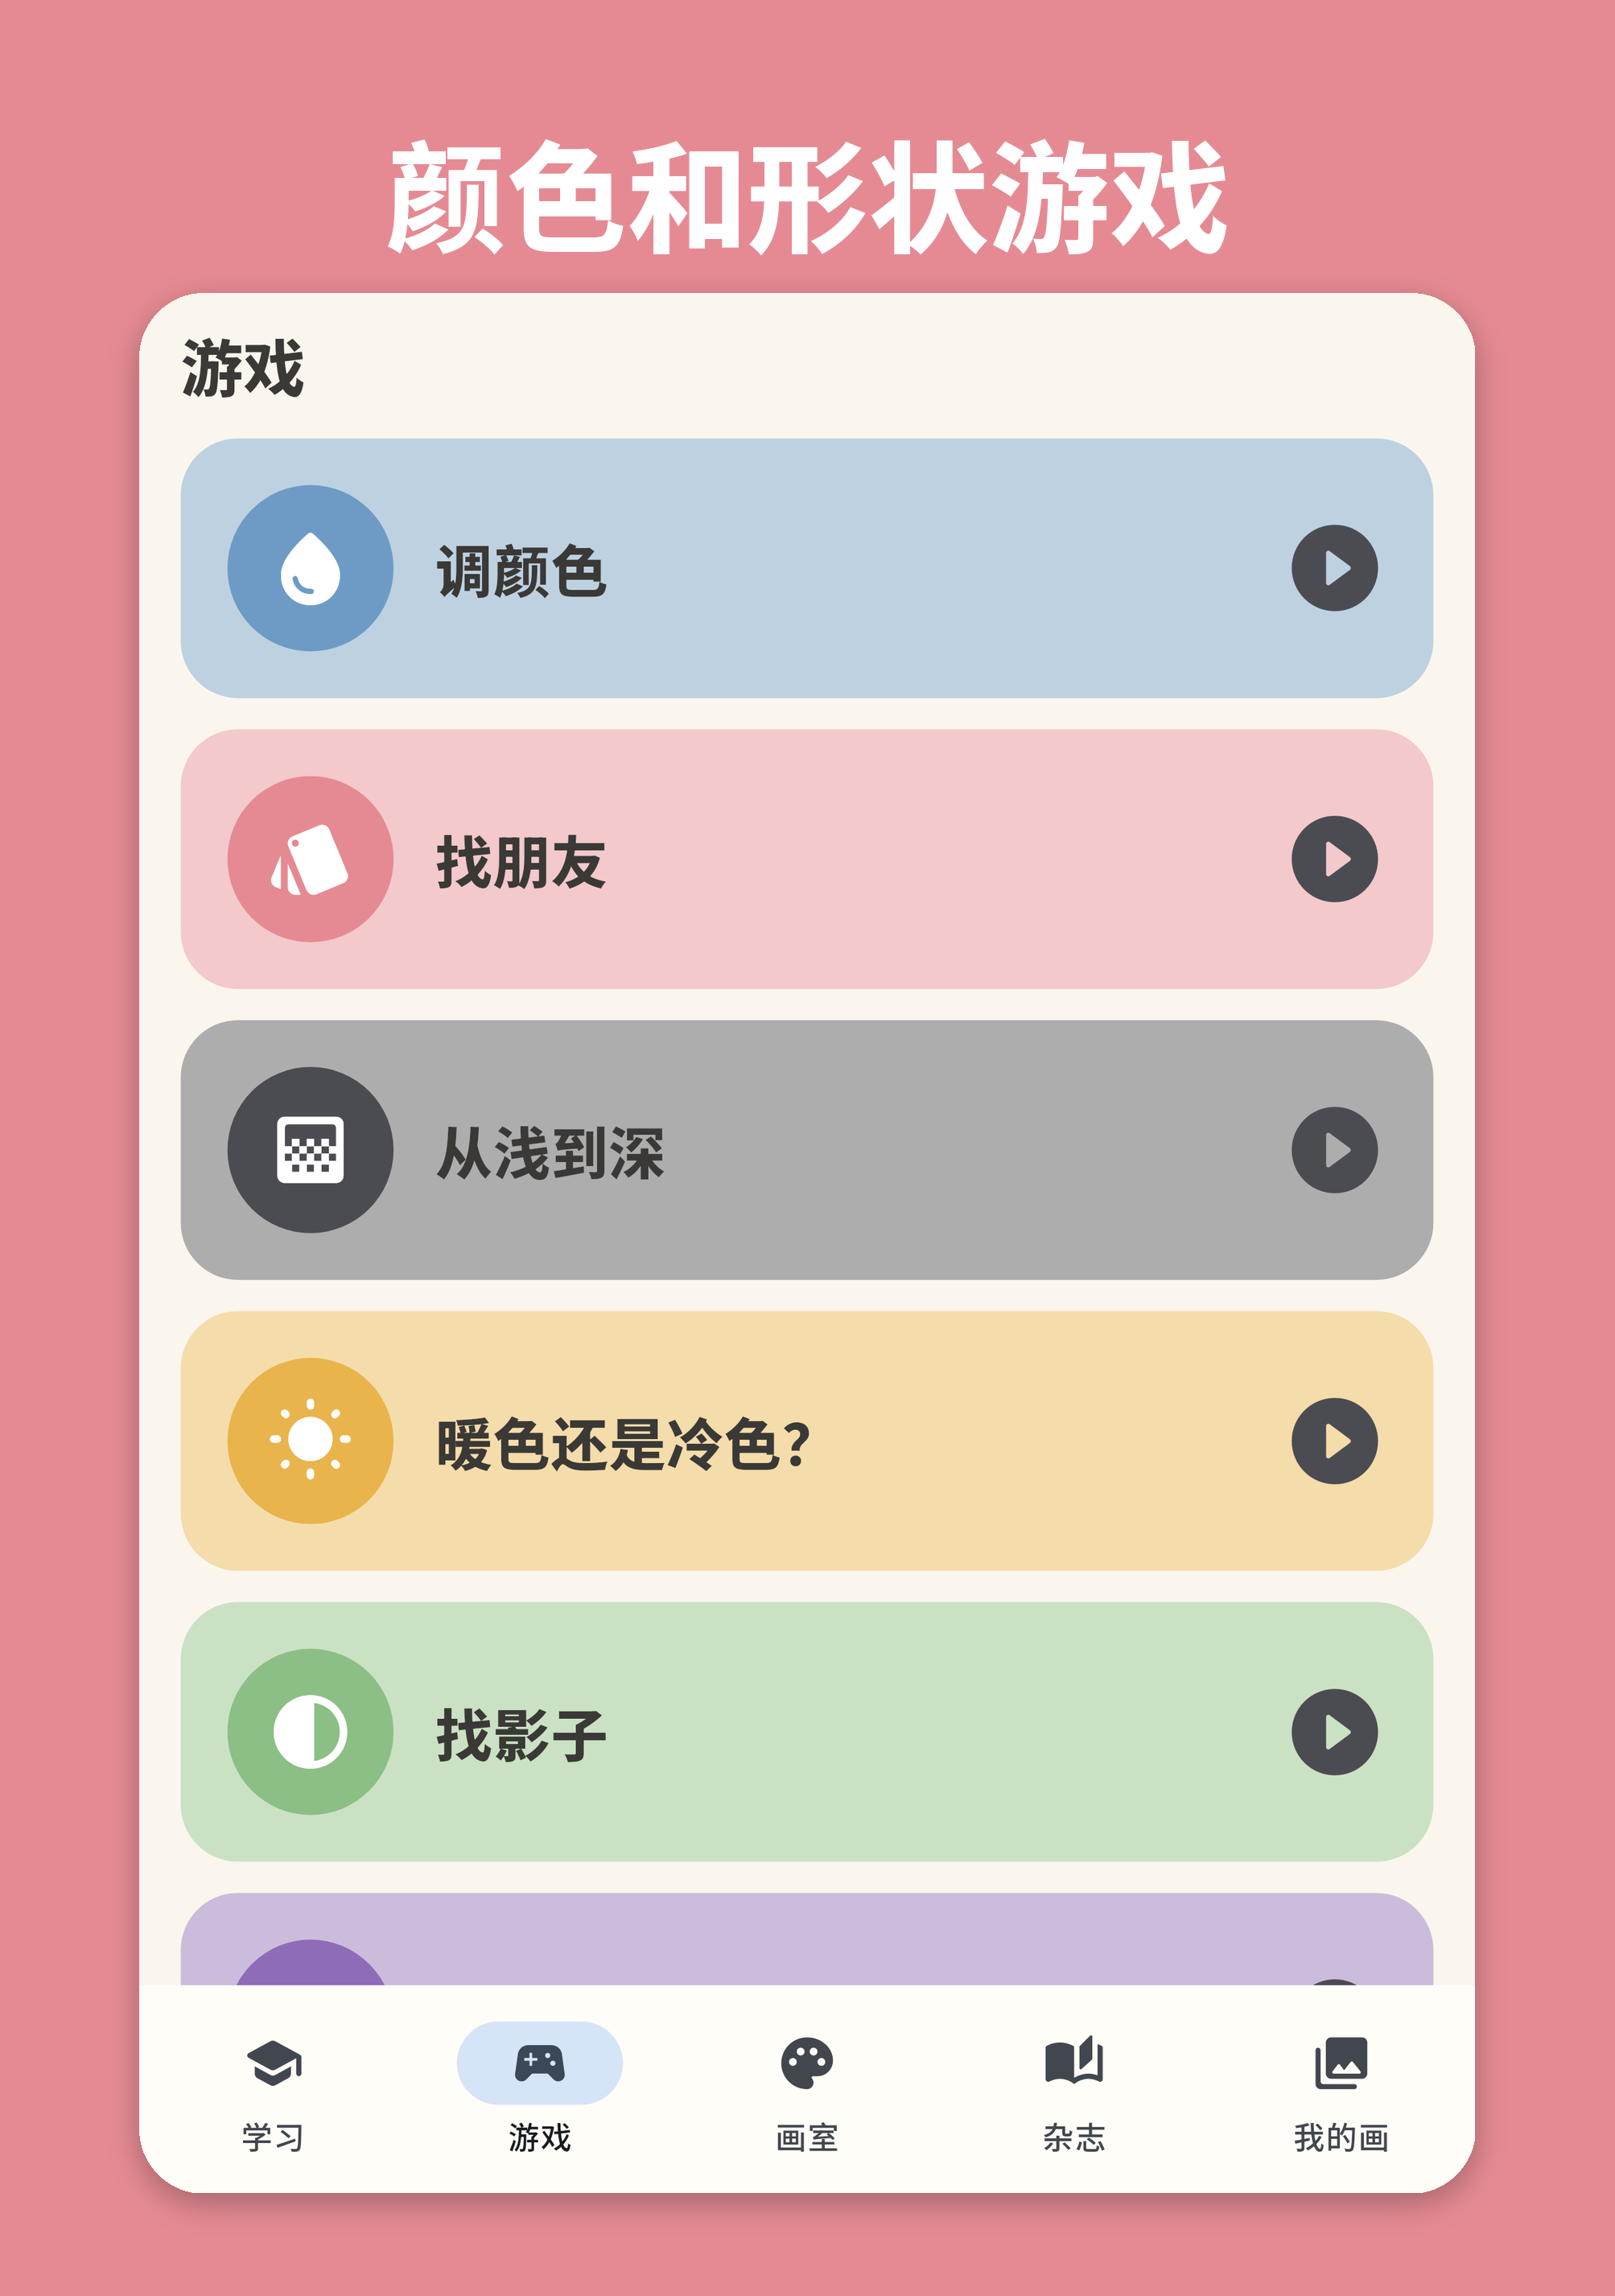 颜色和形状游戏
游戏
调颜色
找朋友
从浅到深
暖色还是冷色？
找影子
学习
游戏
画室
杂志
我的画